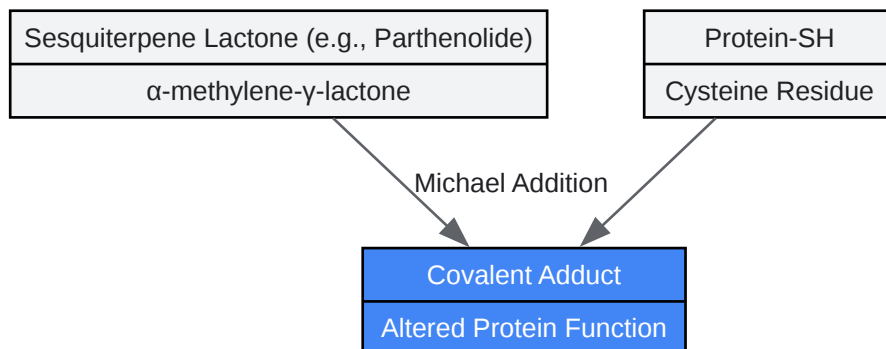 Sesquiterpene Lactone (e.g., Parthenolide)
α-methylene-γ-lactone
Protein-SH
Cysteine Residue
Michael Addition
Covalent Adduct
Altered Protein Function